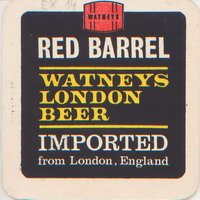 WATNEYS
RED BARREL
WATNEYS
LONDON
BEER
IMPORTED
from London, England